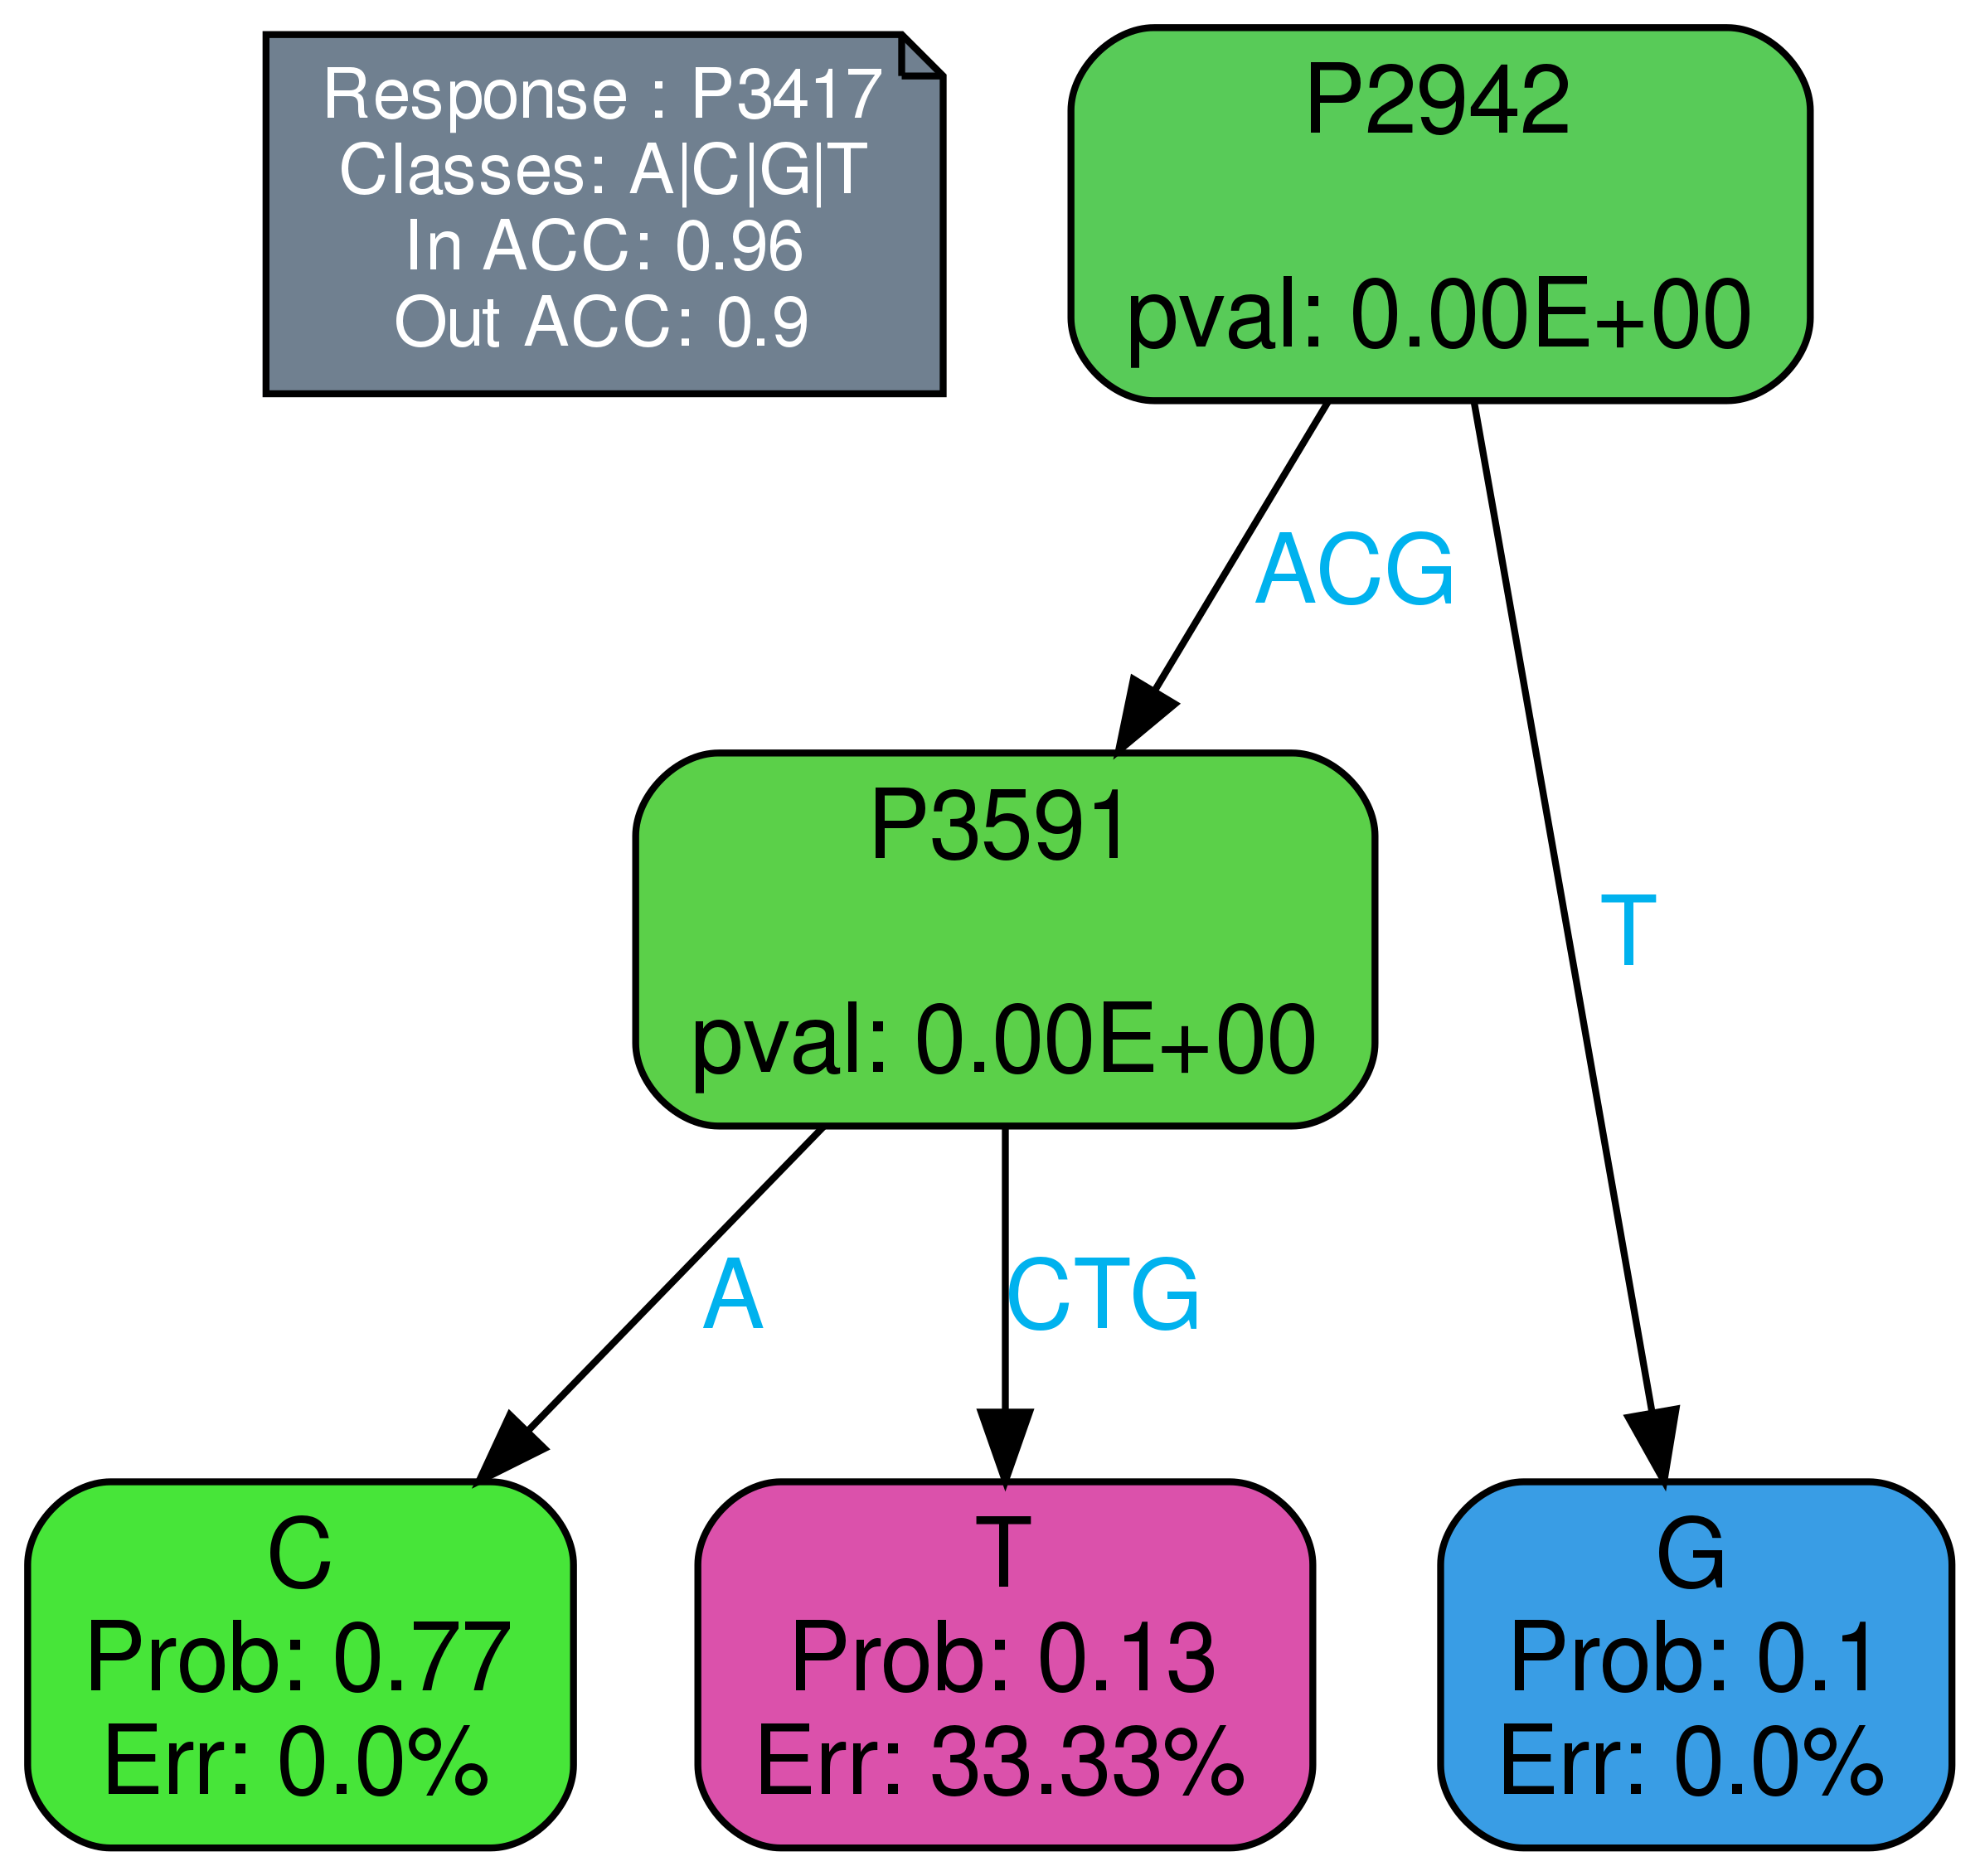 Response : P3417
Classes: A|C|G|T
In ACC: 0.96
Out ACC: 0.9
P2942
pval: 0.00E+00
ACG
T
P3591
pval: 0.00E+00
A
CTG
C
Prob: 0.77
Err: 0.0%
T
Prob: 0.13
Err: 33.33%
G
Prob: 0.1
Err: 0.0%